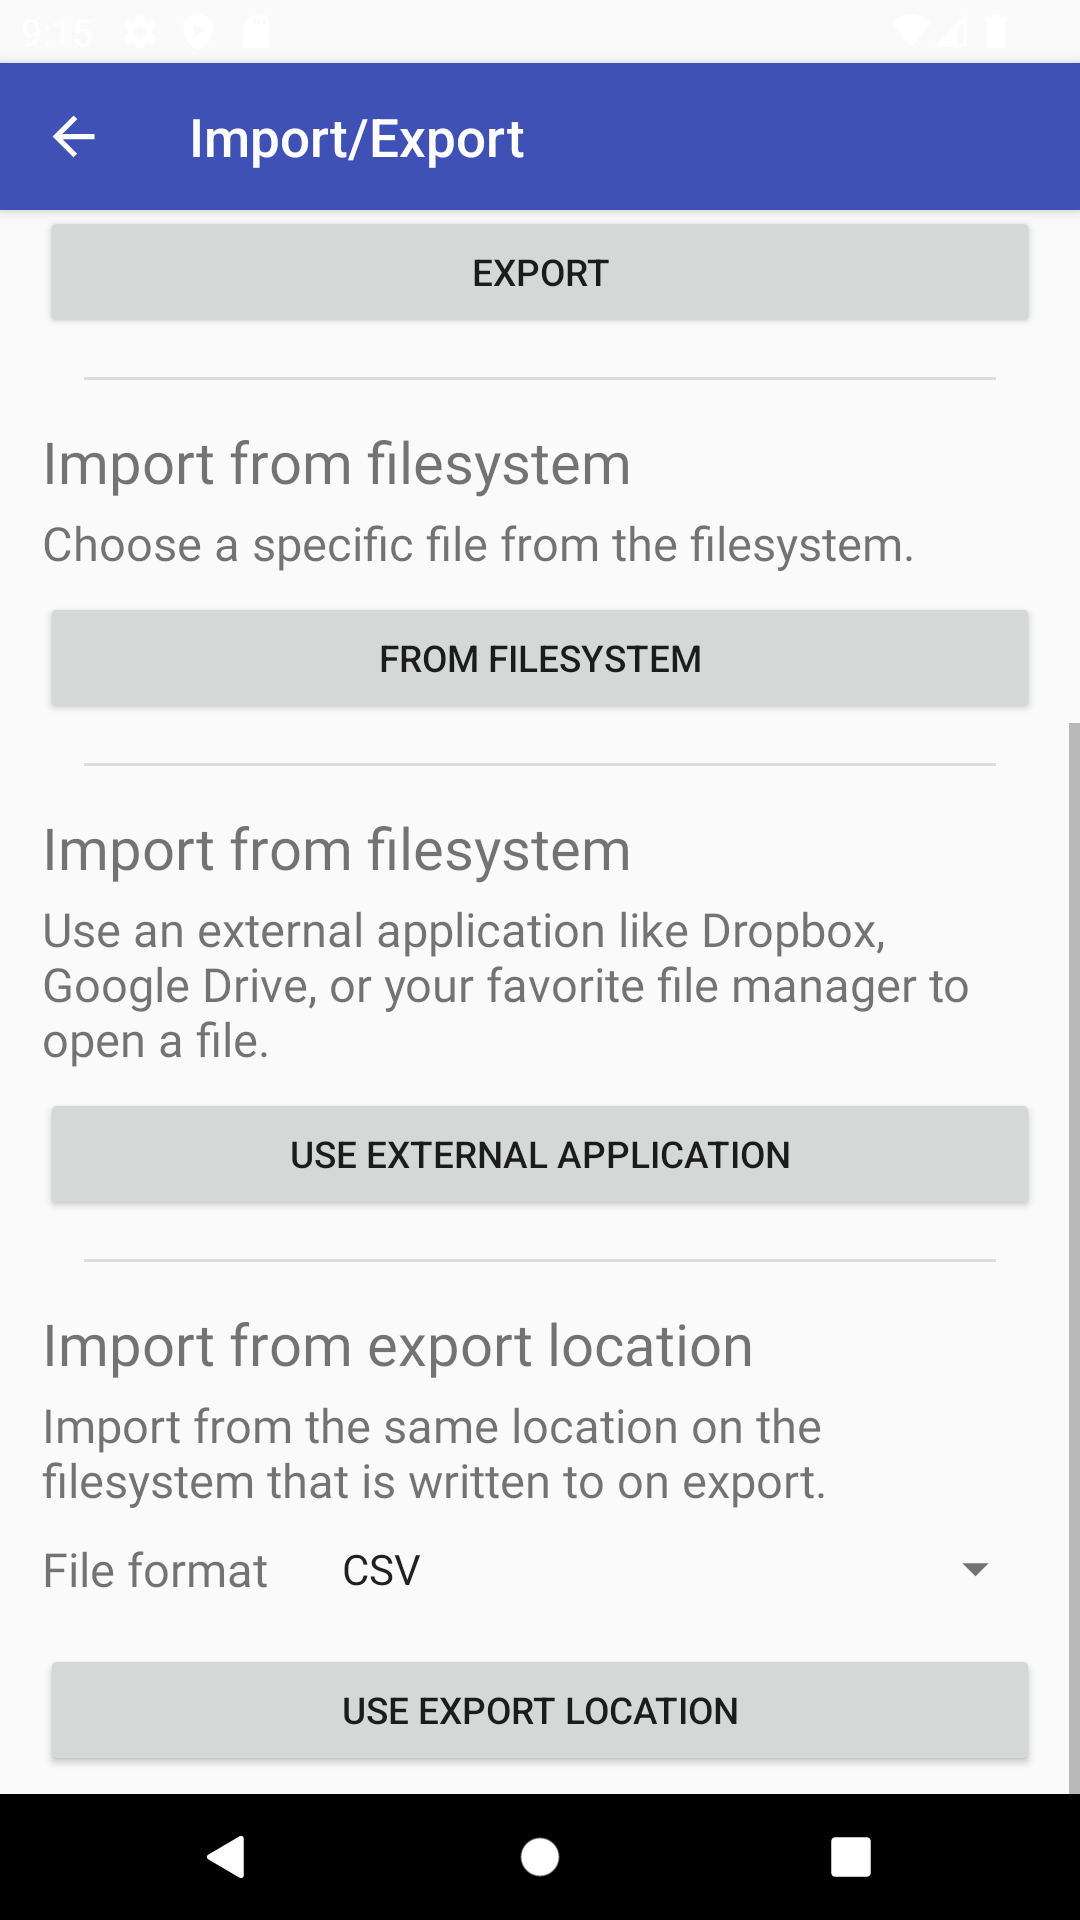 9:15
Import/Export
EXPORT
Import from filesystem
Choose a specific file from the filesystem.
FROM FILESYSTEM
Import from filesystem
Use an external application like Dropbox,
Google Drive, or your favorite file manager to
open a file.
USE EXTERNAL APPLICATION
Import from export location
Import from the same location on the
filesystem that is written to on export.
File format CSV
USE EXPORT LOCATION